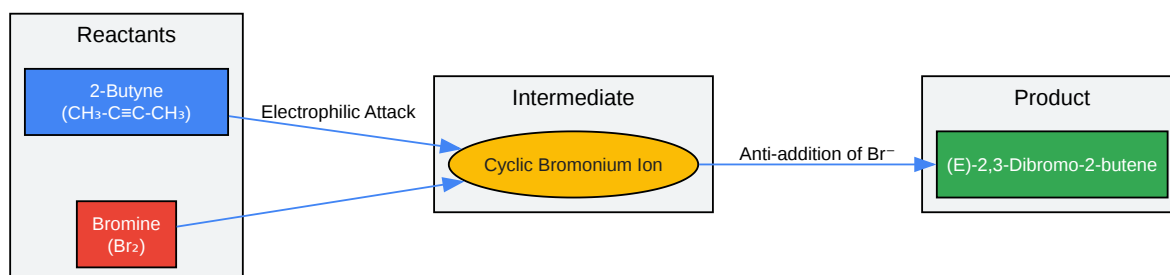 Reactants
2-Butyne
(CH₃-C≡C-CH₃)
Bromine
(Br₂)
Electrophilic Attack
Intermediate
Cyclic Bromonium Ion
Anti-addition of Br⁻
Product
(E)-2,3-Dibromo-2-butene